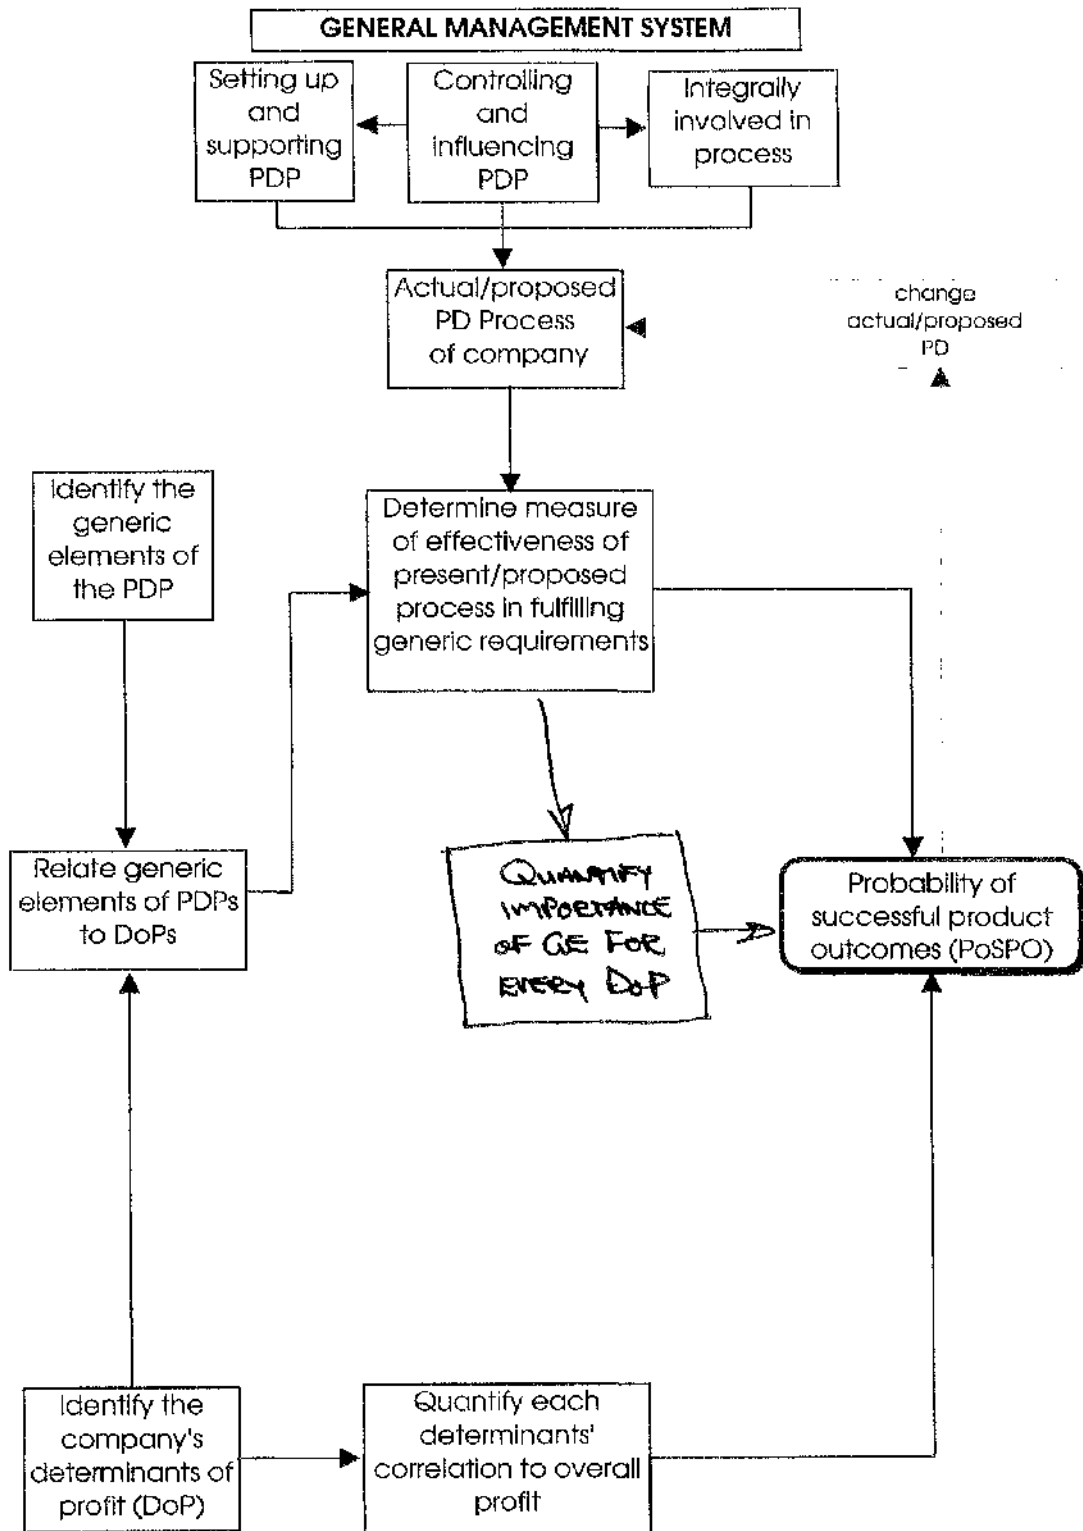 GENERAL MANAGEMENT SYSTEM
Setting up
and
supporting
PDP
Controlling
and
influencing
PDP
Integrally
involved in
process
Actual/proposed
PD Process
of company
change
actual/proposed
PD
Identify the
generic
elements of
the PDP
Determine measure
of effectiveness of
present/proposed
process in fulfilling
generic requirements
Relate generic
elements of PDPs
to DoPs
QUANTIFY
IMPORTANCE
OF GE FOR
EVERY DoP
Probability of
successful product
outcomes (PoSPO)
Identify the
company's
determinants of
profit (DoP)
Quantify each
determinants'
correlation to overall
profit